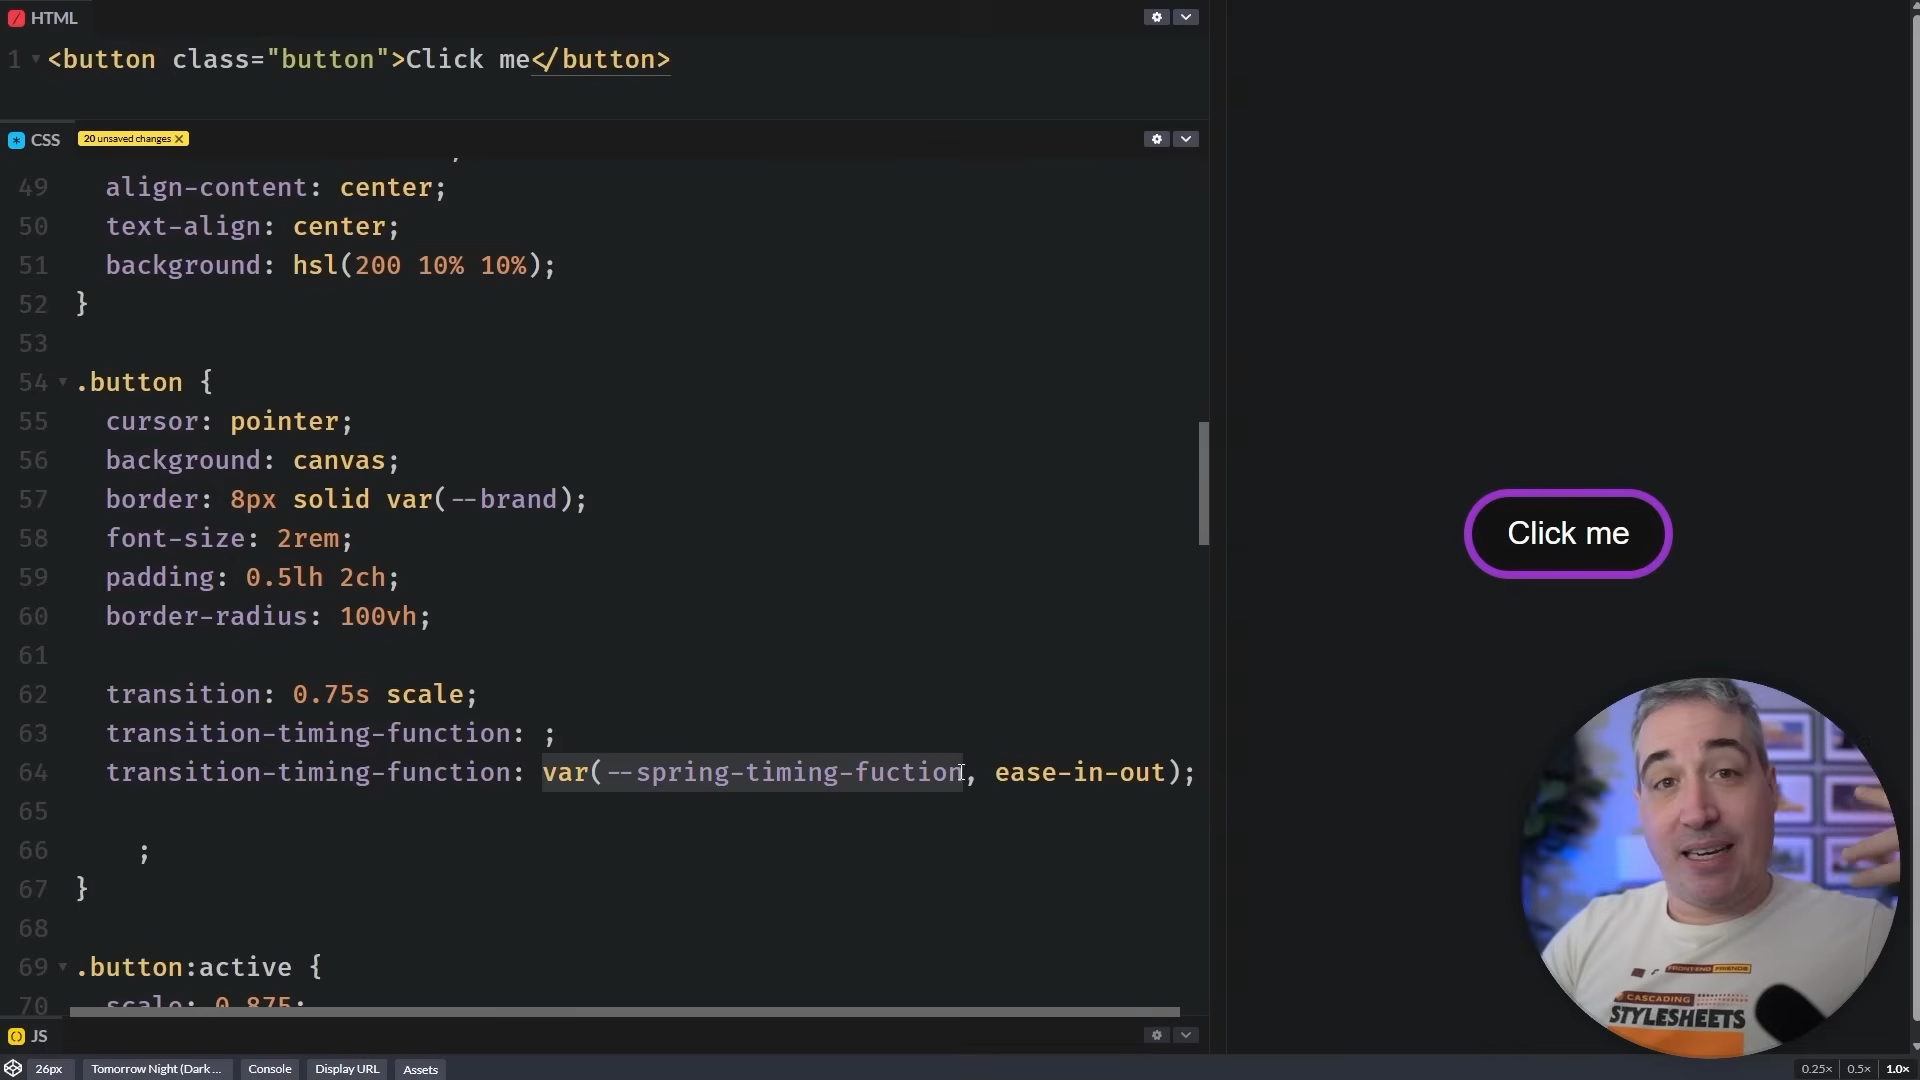 HTML
1 <button class="button">Click me</button>
CSS 20 unsaved changes ×
49 align-content: center;
50 text-align: center;
51 background: hsl(200 10% 10%);
52 }
53
54 .button {
55 cursor: pointer;
56 background: canvas;
57 border: 8px solid var(--brand);
58 font-size: 2rem;
59 padding: 0.5lh 2ch;
60 border-radius: 100vh;
61
62 transition: 0.75s scale;
63 transition-timing-function: ;
64 transition-timing-function: var(--spring-timing-fuction, ease-in-out);
65
66 ;
67 }
68
69 .button:active {
70 scale: 0.875;
JS
26px Tomorrow Night (Dark ... Console Display URL Assets
0.25× 0.5× 1.0×
Click me
FRONT-END FRIENDS
CASCADING
STYLESHEETS